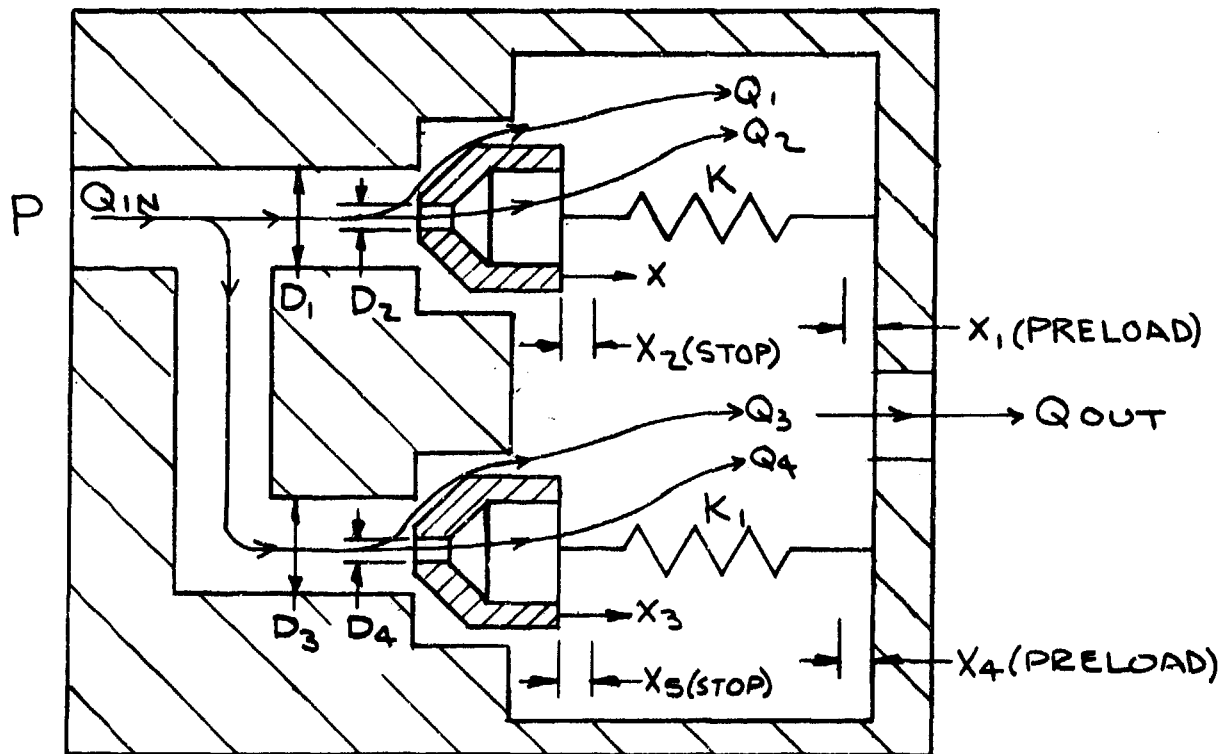 Q1
Q2
P QIN
K
D1 D2
X
X1 (PRELOAD)
X2 (STOP)
Q3
QOUT
Q4
K1
D3 D4
X3
X4 (PRELOAD)
X5 (STOP)